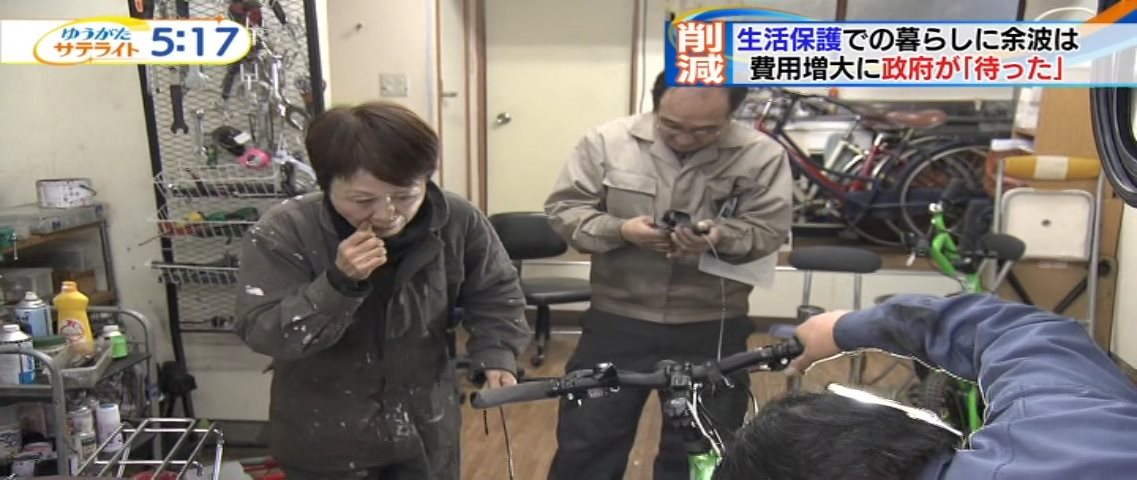 ゆうがた
サテライト 5:17
削減
生活保護での暮らしに余波は
費用増大に政府が「待った」